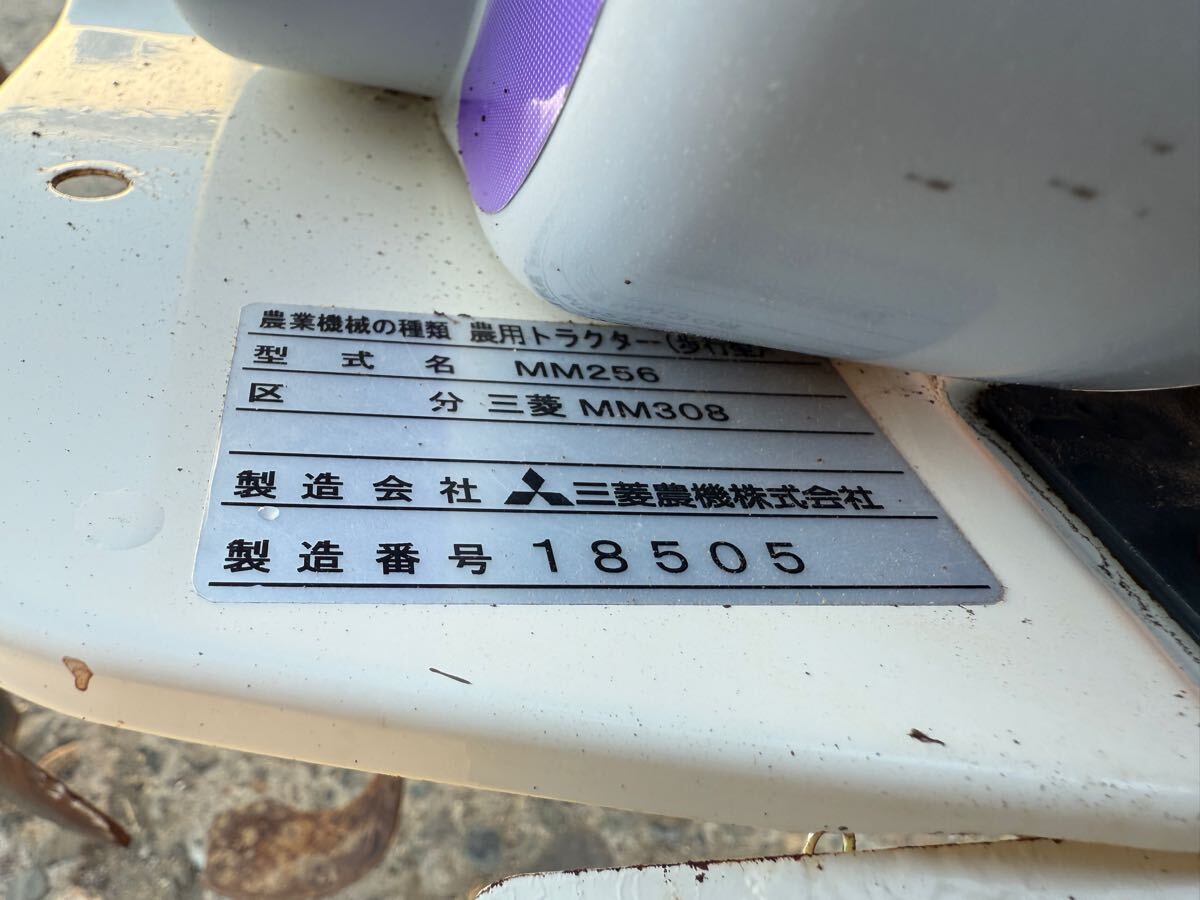 農業機械の種類 農用トラクター(歩行型)
型式名 MM256
区分 三菱 MM308
製造会社 三菱農機株式会社
製造番号 18505